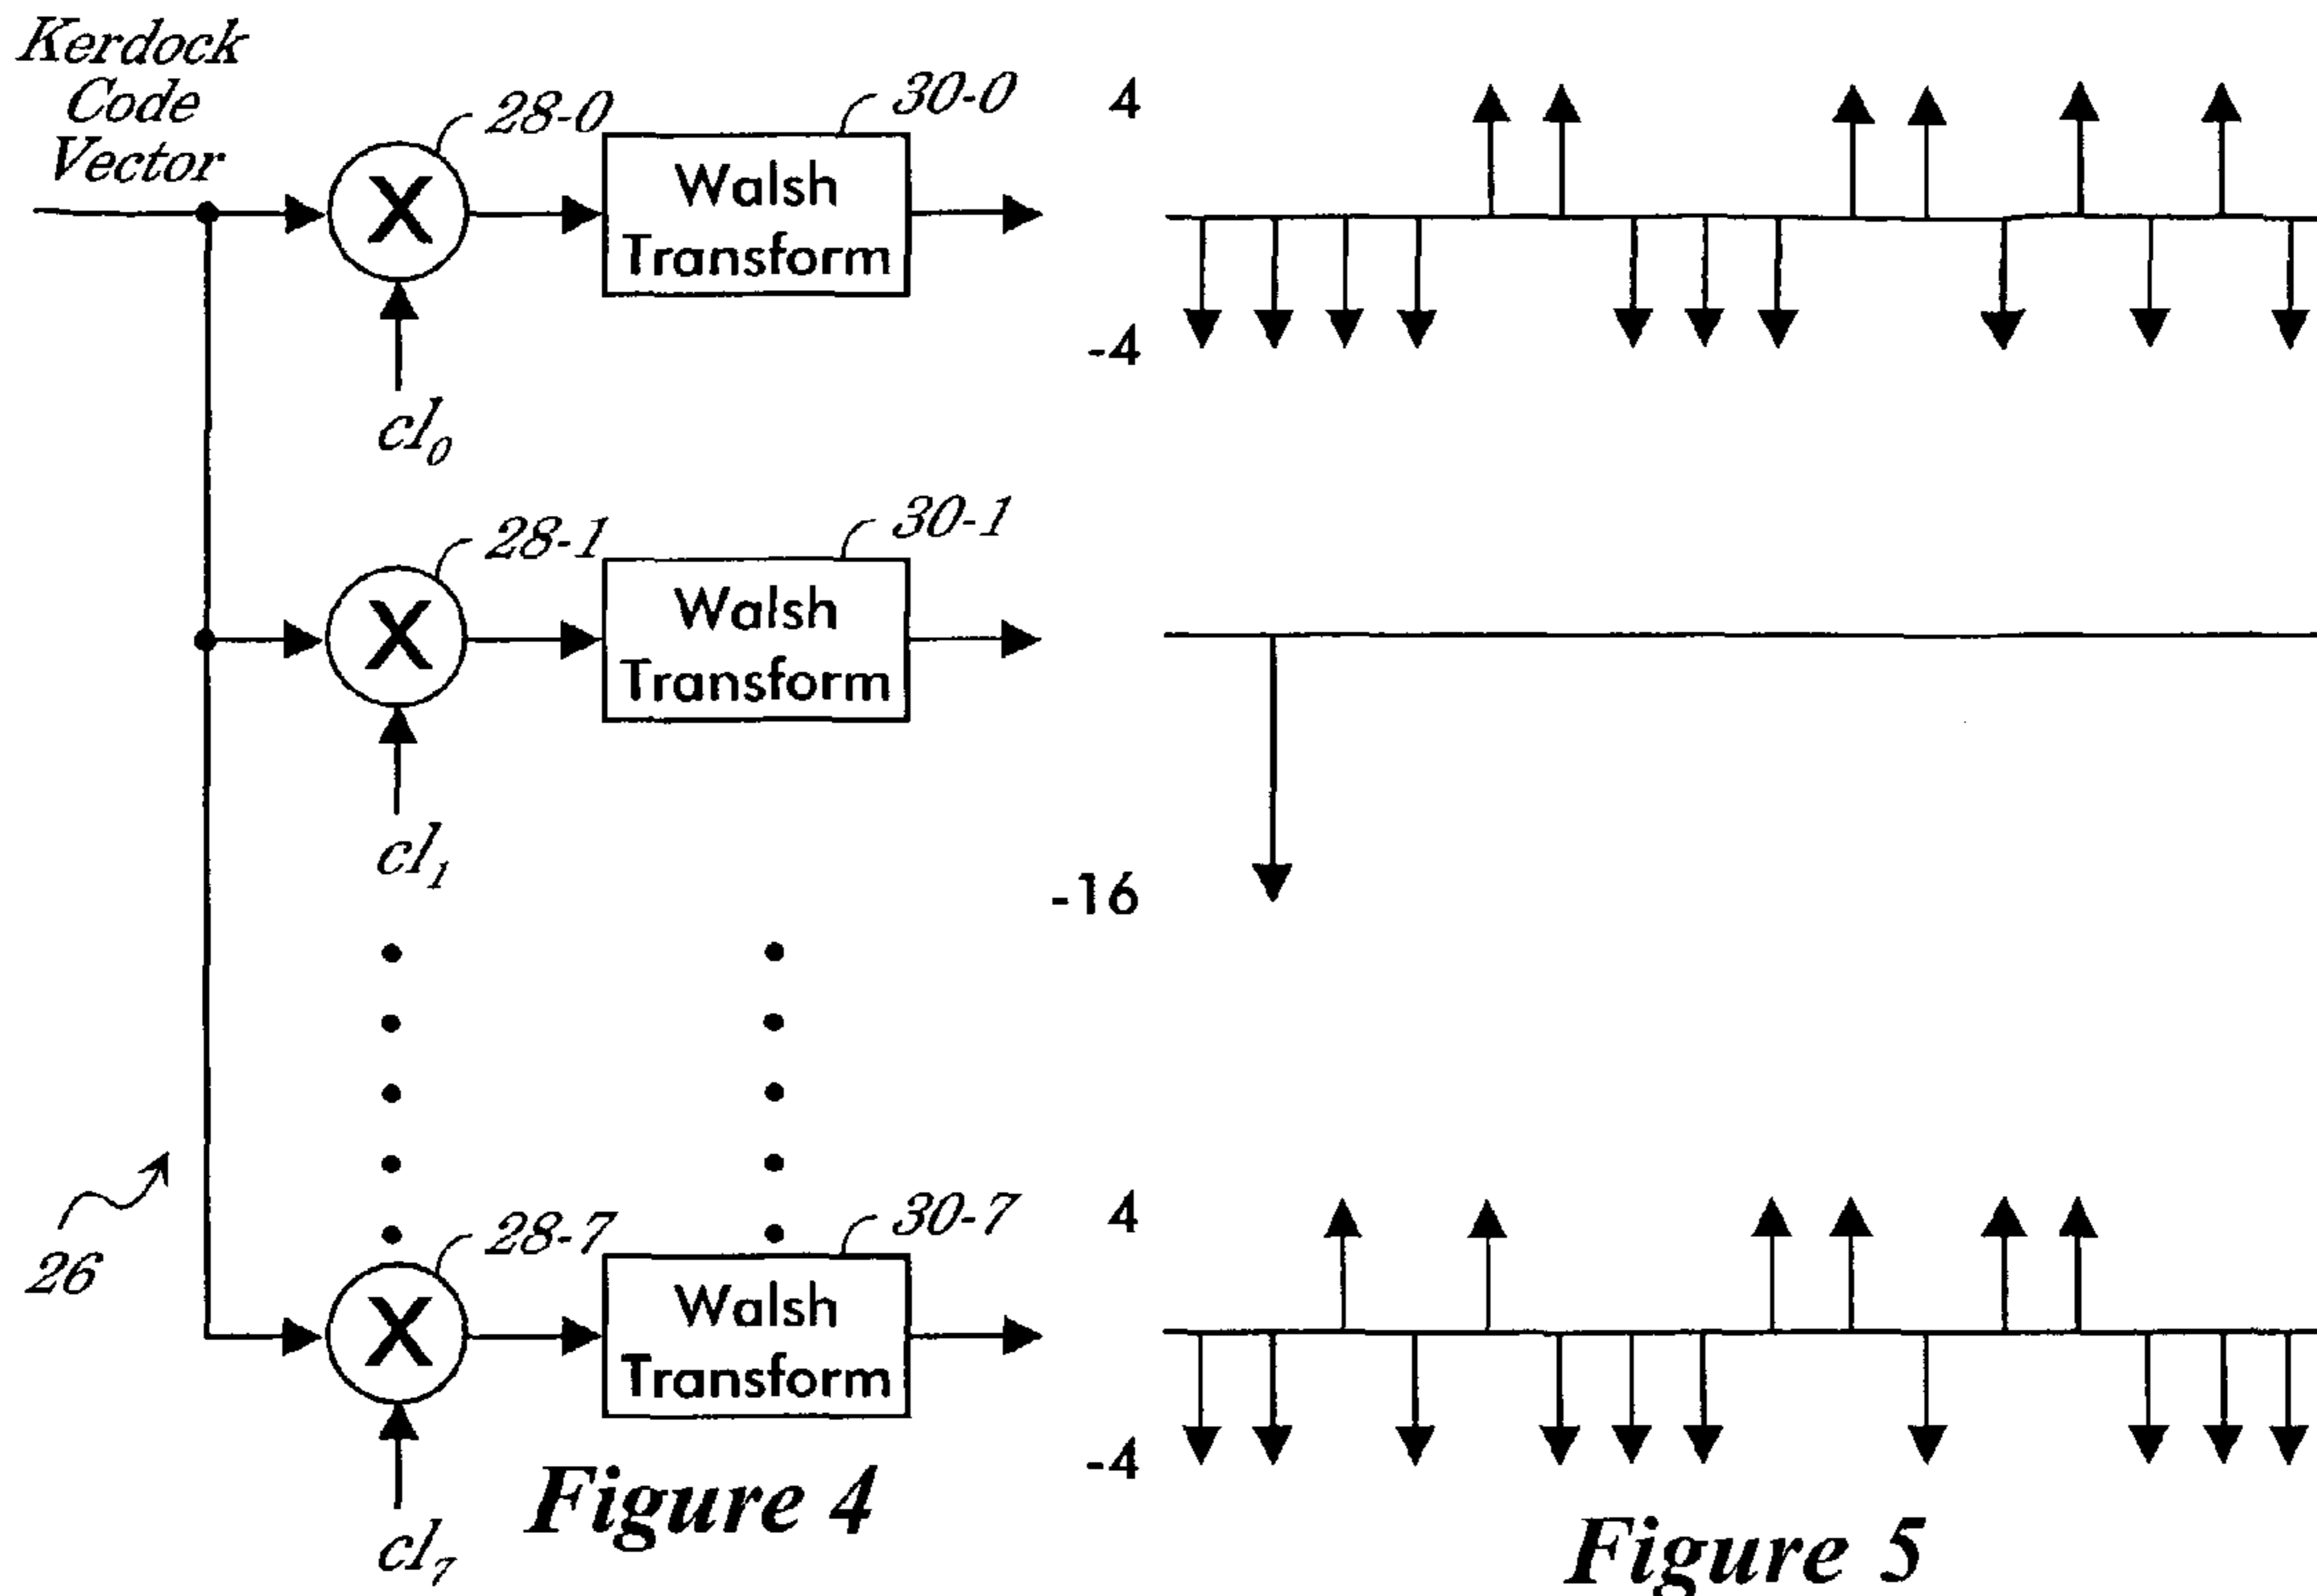 Kerdock
Code
Vector
28-0
30-0
X
Walsh
Transform
cl₀
4
-4
28-1
30-1
X
Walsh
Transform
cl₁
-16
26
28-7
30-7
X
Walsh
Transform
cl₇
4
-4
Figure 4
Figure 5